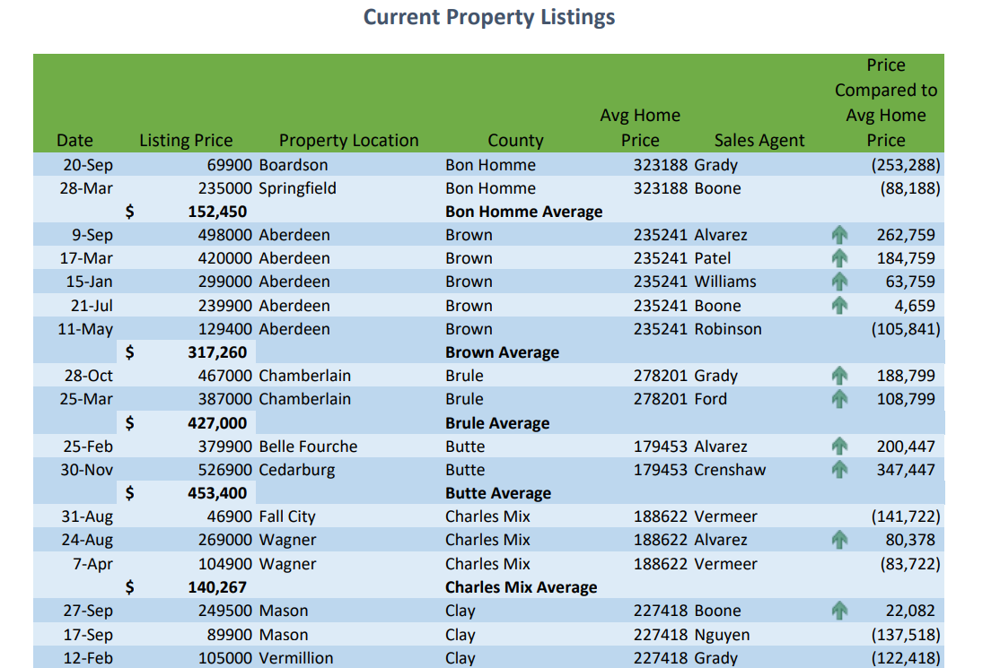 Current Property Listings
Price
Compared to
Avg Home Avg Home
Date Listing Price Property Location County Price Sales Agent Price
20-Sep 69900 Boardson Bon Homme 323188 Grady (253,288)
28-Mar 235000 Springfield Bon Homme 323188 Boone (88,188)
$ 152,450 Bon Homme Average
9-Sep 498000 Aberdeen Brown 235241 Alvarez 262,759
17-Mar 420000 Aberdeen Brown 235241 Patel 184,759
15-Jan 299000 Aberdeen Brown 235241 Williams 63,759
21-Jul 239900 Aberdeen Brown 235241 Boone 4,659
11-May 129400 Aberdeen Brown 235241 Robinson (105,841)
$ 317,260 Brown Average
28-Oct 467000 Chamberlain Brule 278201 Grady 188,799
25-Mar 387000 Chamberlain Brule 278201 Ford 108,799
$ 427,000 Brule Average
25-Feb 379900 Belle Fourche Butte 179453 Alvarez 200,447
30-Nov 526900 Cedarburg Butte 179453 Crenshaw 347,447
$ 453,400 Butte Average
31-Aug 46900 Fall City Charles Mix 188622 Vermeer (141,722)
24-Aug 269000 Wagner Charles Mix 188622 Alvarez 80,378
7-Apr 104900 Wagner Charles Mix 188622 Vermeer (83,722)
$ 140,267 Charles Mix Average
27-Sep 249500 Mason Clay 227418 Boone 22,082
17-Sep 89900 Mason Clay 227418 Nguyen (137,518)
12-Feb 105000 Vermillion Clay 227418 Grady (122,418)